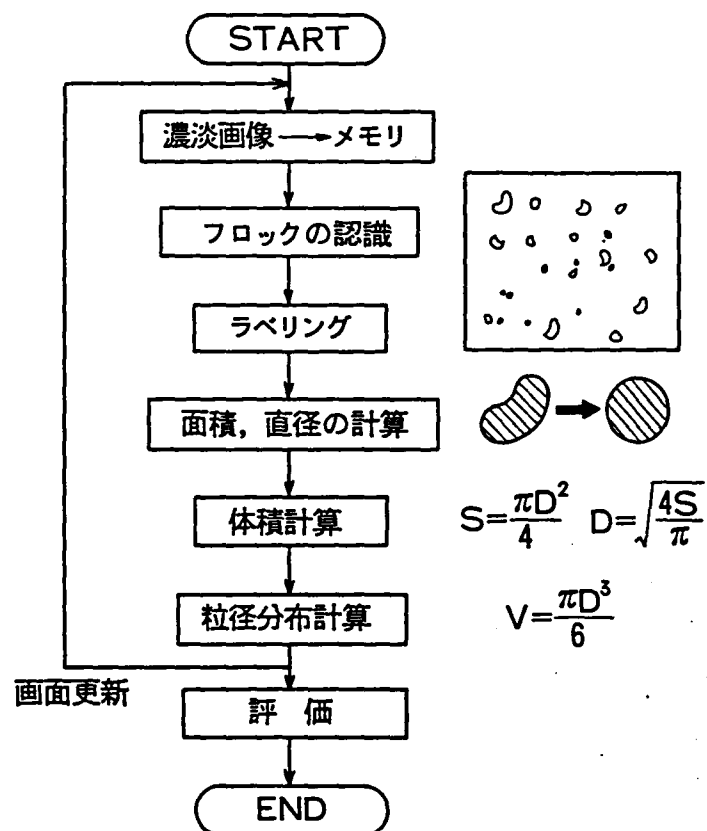 START
濃淡画像→メモリ
フロックの認識
ラベリング
面積，直径の計算
体積計算
S=πD²/4 D=√(4S/π)
粒径分布計算
V=πD³/6
画面更新
評 価
END